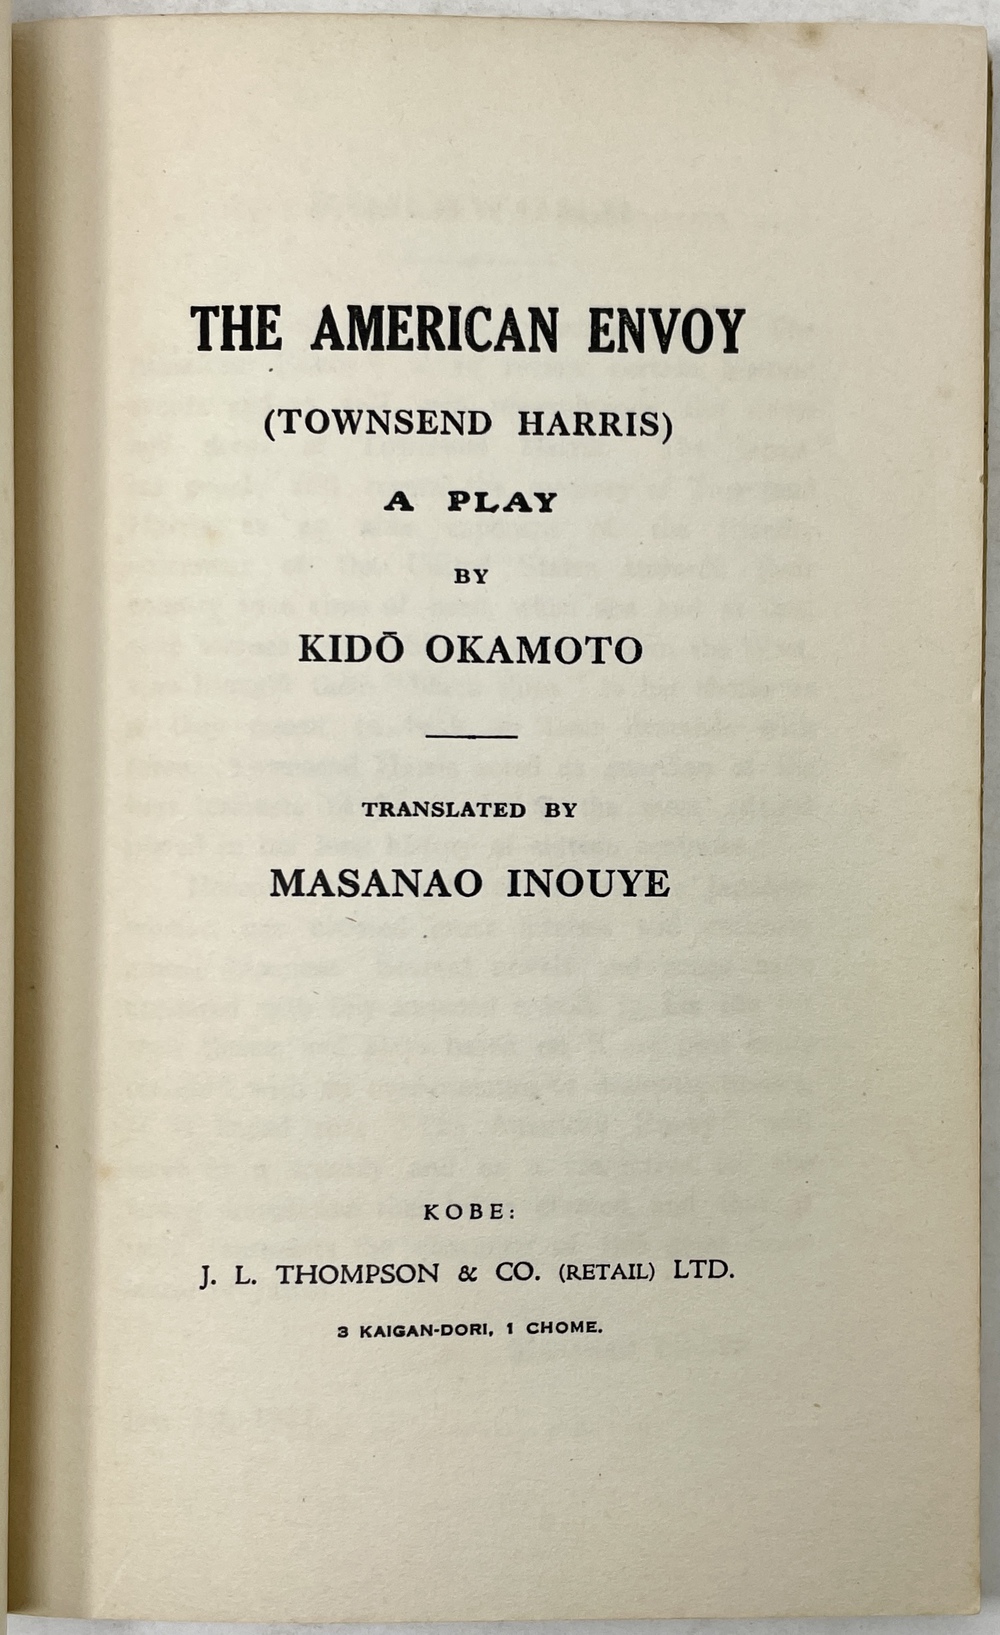 THE AMERICAN ENVOY
(TOWNSEND HARRIS)
A PLAY
BY
KIDŌ OKAMOTO
TRANSLATED BY
MASANAO INOUYE
KOBE:
J. L. THOMPSON & CO. (RETAIL) LTD.
3 KAIGAN-DORI, 1 CHOME.